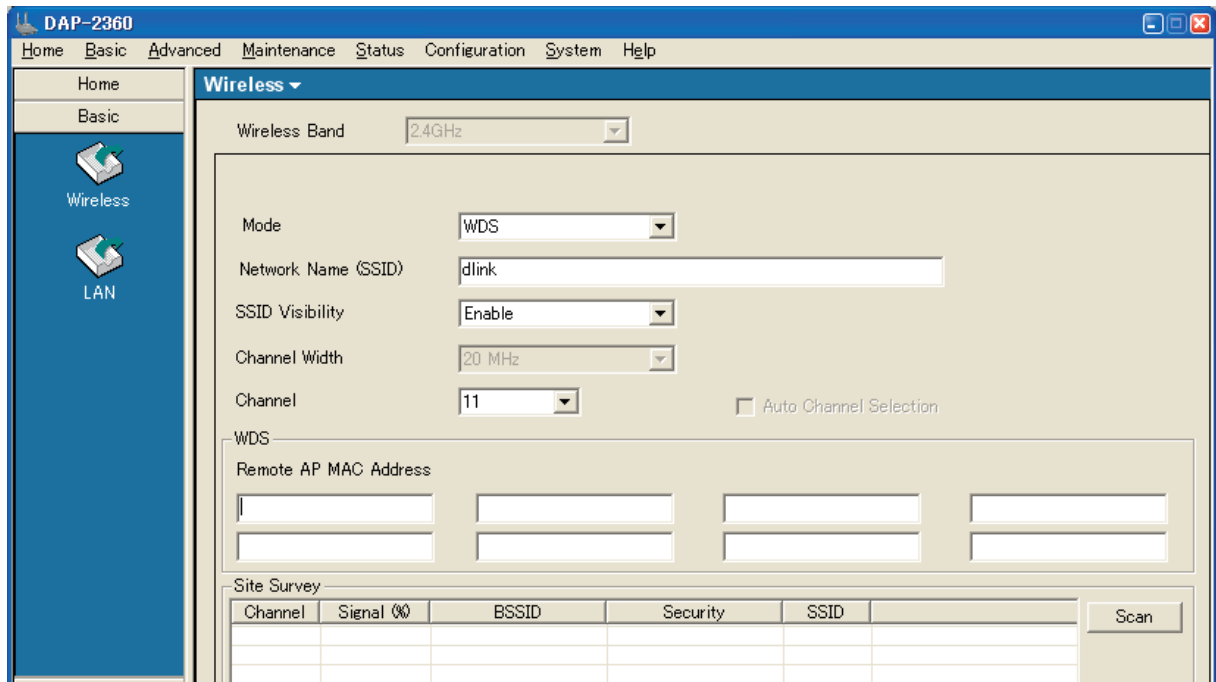 DAP-2360
Home Basic Advanced Maintenance Status Configuration System Help
Home
Basic
Wireless
LAN
Wireless
Wireless Band 2.4GHz
Mode WDS
Network Name (SSID) dlink
SSID Visibility Enable
Channel Width 20 MHz
Channel 11 Auto Channel Selection
WDS
Remote AP MAC Address
Site Survey
Channel Signal (%) BSSID Security SSID
Scan